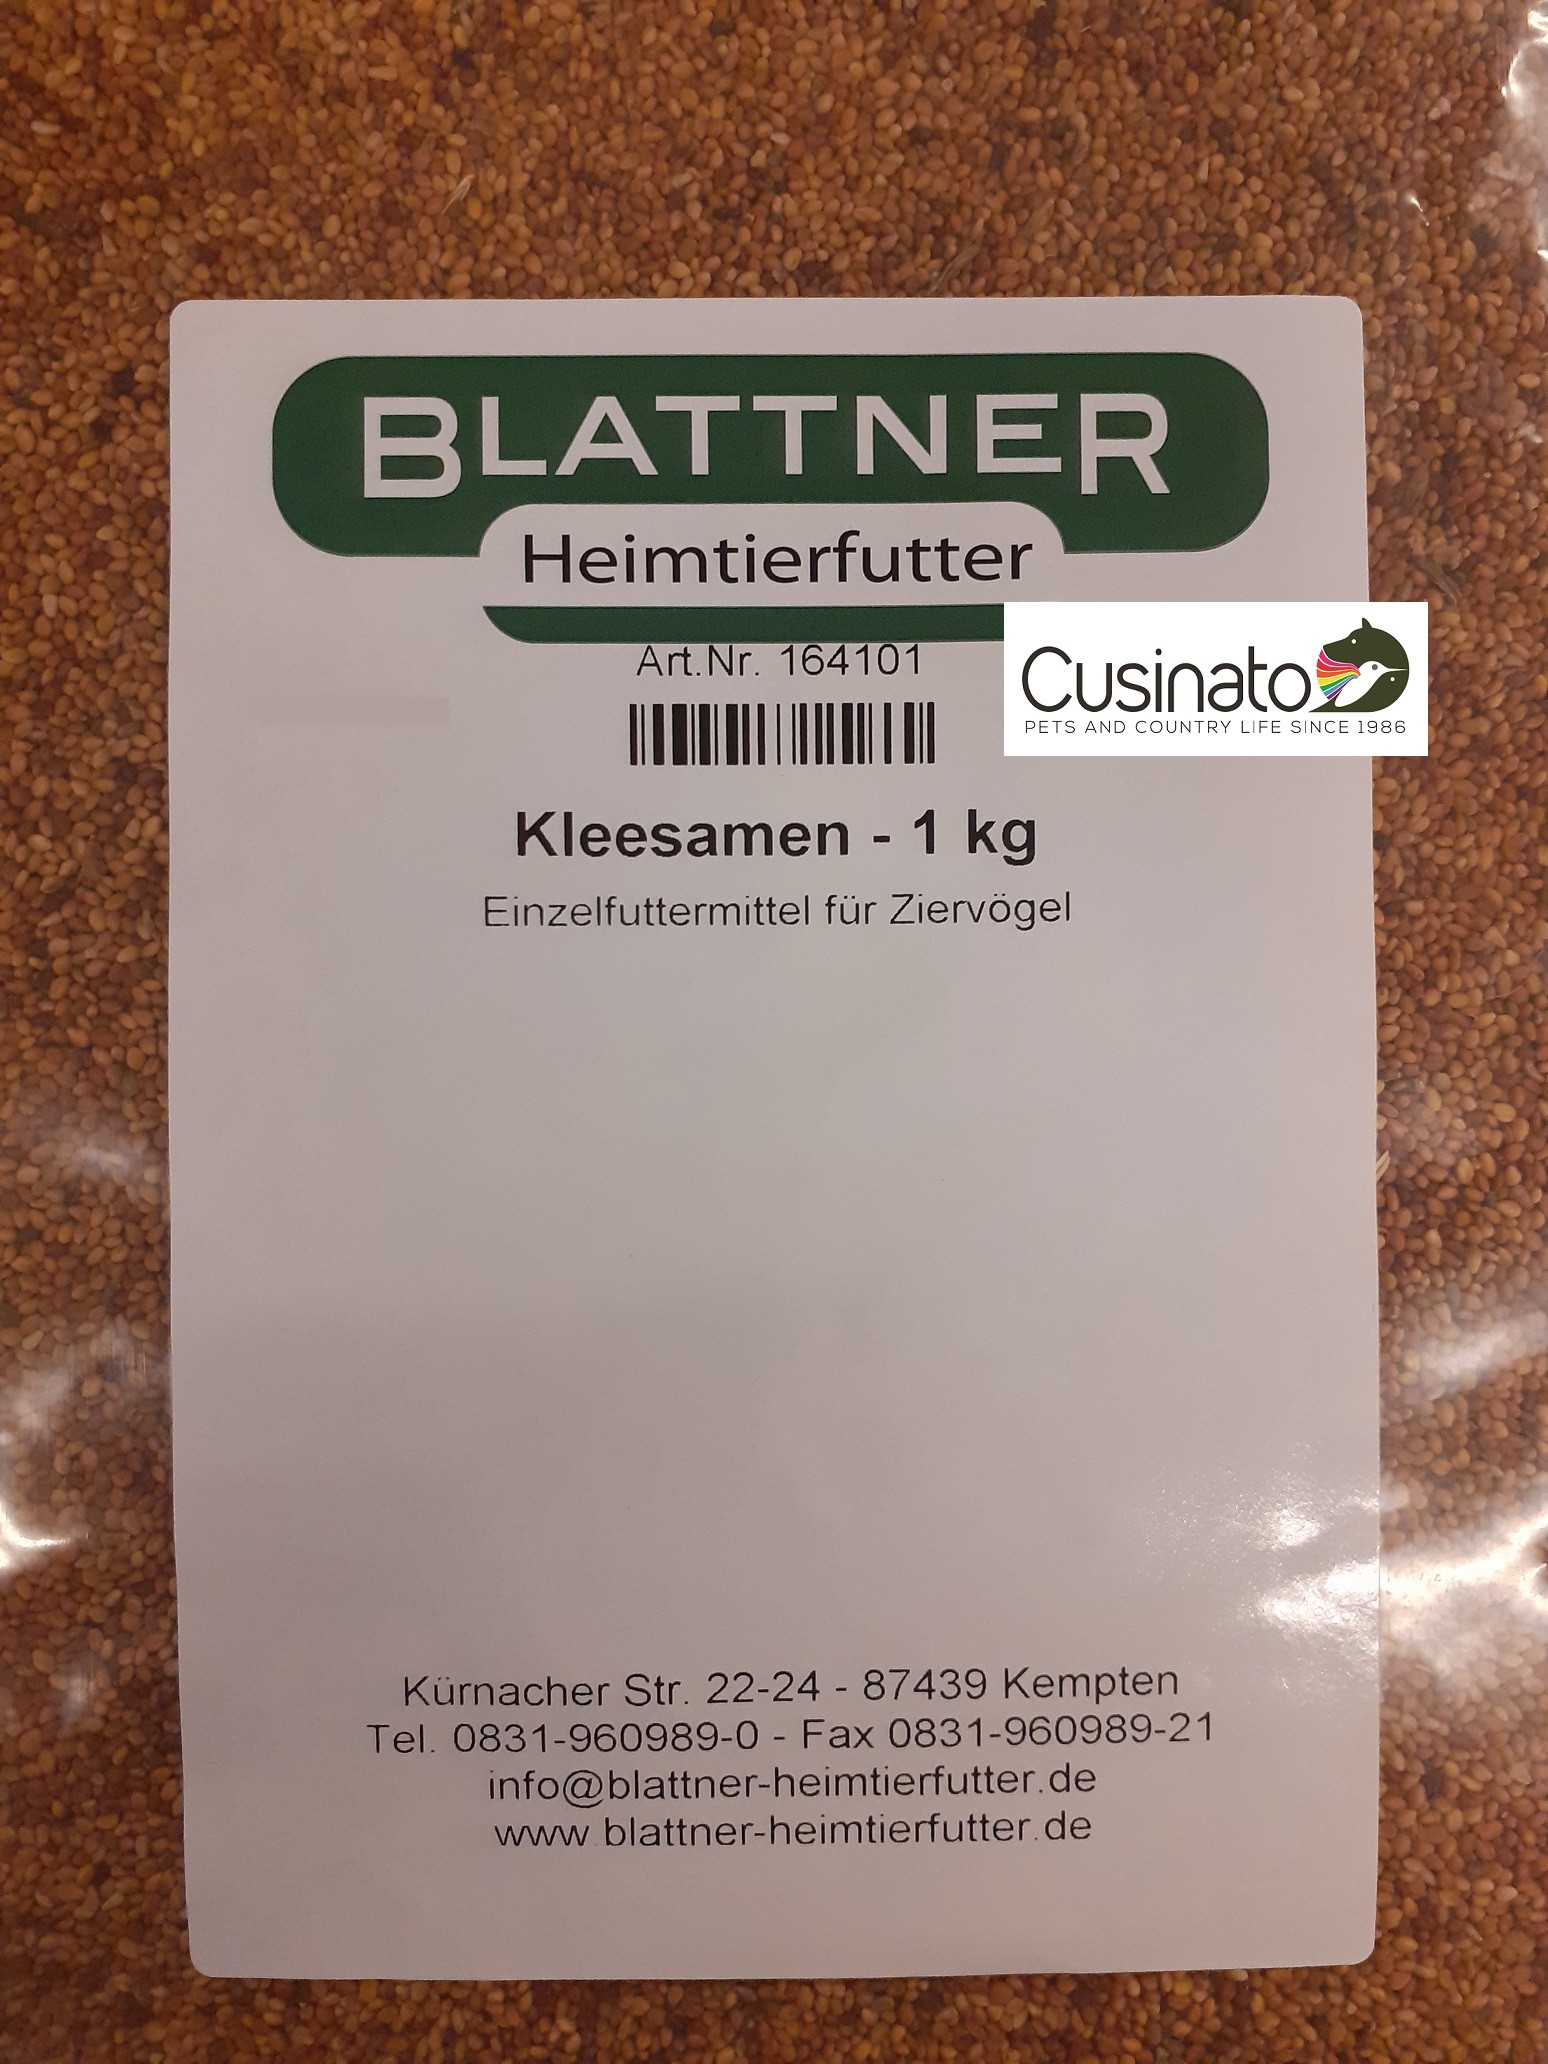 BLATTNER
Heimtierfutter
Art.Nr. 164101
Cusinato
PETS AND COUNTRY LIFE SINCE 1986
Kleesamen - 1 kg
Einzelfuttermittel für Ziervögel
Kürnacher Str. 22-24 - 87439 Kempten
Tel. 0831-960989-0 - Fax 0831-960989-21
info@blattner-heimtierfutter.de
www.blattner-heimtierfutter.de